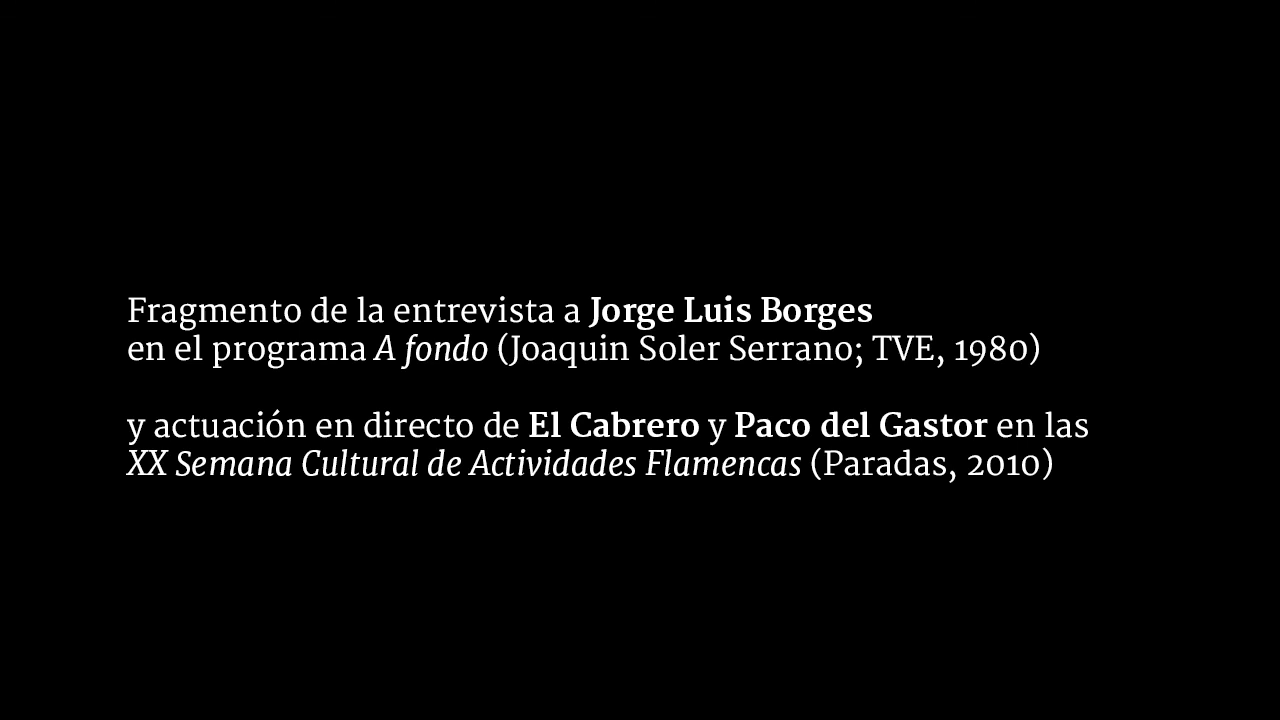 Fragmento de la entrevista a Jorge Luis Borges
en el programa A fondo (Joaquin Soler Serrano; TVE, 1980)
y actuación en directo de El Cabrero y Paco del Gastor en las
XX Semana Cultural de Actividades Flamencas (Paradas, 2010)